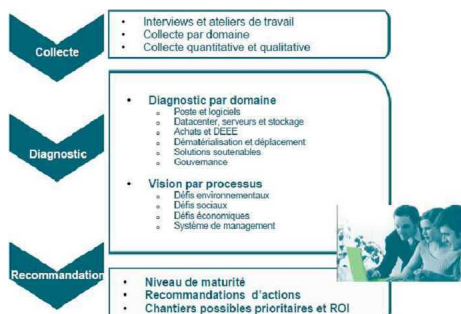 Collecte
• Interviews et ateliers de travail
• Collecte par domaine
• Collecte quantitative et qualitative
Diagnostic
• Diagnostic par domaine
o Poste et logiciels
o Datacenter, serveurs et stockage
o Achats et DEEE
o Dématérialisation et déplacement
o Solutions soutenables
o Gouvernance
• Vision par processus
o Défis environnementaux
o Défis sociaux
o Défis économiques
o Système de management
Recommandation
• Niveau de maturité
• Recommandations d'actions
• Chantiers possibles prioritaires et ROI